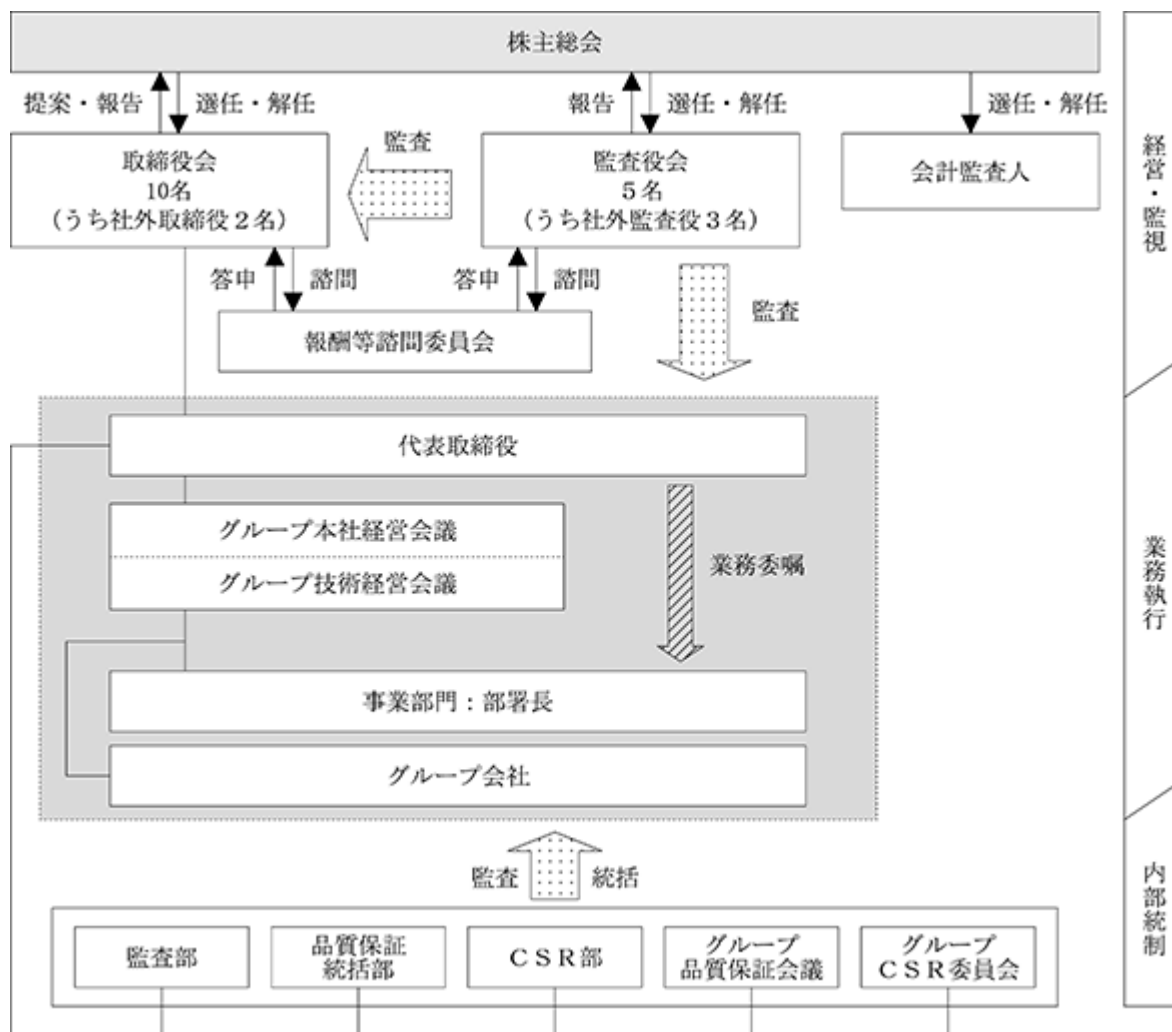 株主総会
提案・報告
選任・解任
報告
選任・解任
選任・解任
取締役会
10名
(うち社外取締役2名)
監査
監査役会
5名
(うち社外監査役3名)
会計監査人
答申
諮問
答申
諮問
報酬等諮問委員会
監査
経営・監視
代表取締役
グループ本社経営会議
グループ技術経営会議
業務委嘱
事業部門:部署長
グループ会社
業務執行
監査
統括
監査部
品質保証
統括部
CSR部
グループ
品質保証会議
グループ
CSR委員会
内部統制